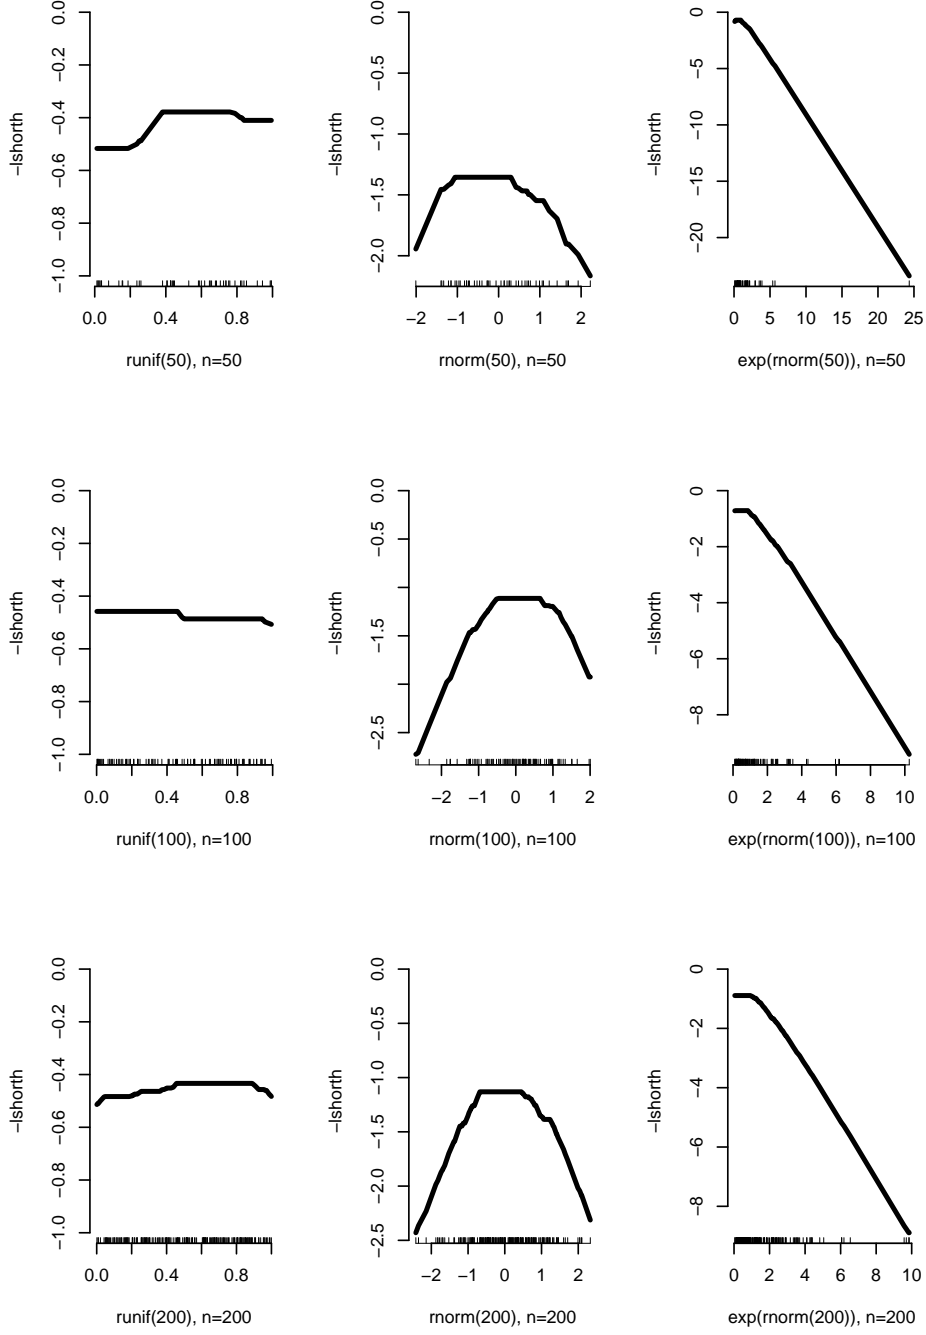 0.0 -0.2 -0.4 -0.6 -0.8 -1.0
−lshorth
0.0 0.4 0.8
runif(50), n=50
0.0 −0.5 −1.0 −1.5 −2.0
−lshorth
−2 −1 0 1 2
rnorm(50), n=50
0 −5 −10 −15 −20
−lshorth
0 5 10 15 20 25
exp(rnorm(50)), n=50
0.0 −0.2 −0.4 −0.6 −0.8 −1.0
−lshorth
0.0 0.4 0.8
runif(100), n=100
0.0 −0.5 −1.5 −2.5
−lshorth
−2 −1 0 1 2
rnorm(100), n=100
0 −2 −4 −6 −8
−lshorth
0 2 4 6 8 10
exp(rnorm(100)), n=100
0.0 −0.2 −0.4 −0.6 −0.8 −1.0
−lshorth
0.0 0.4 0.8
runif(200), n=200
0.0 −0.5 −1.0 −1.5 −2.0 −2.5
−lshorth
−2 −1 0 1 2
rnorm(200), n=200
0 −2 −4 −6 −8
−lshorth
0 2 4 6 8 10
exp(rnorm(200)), n=200